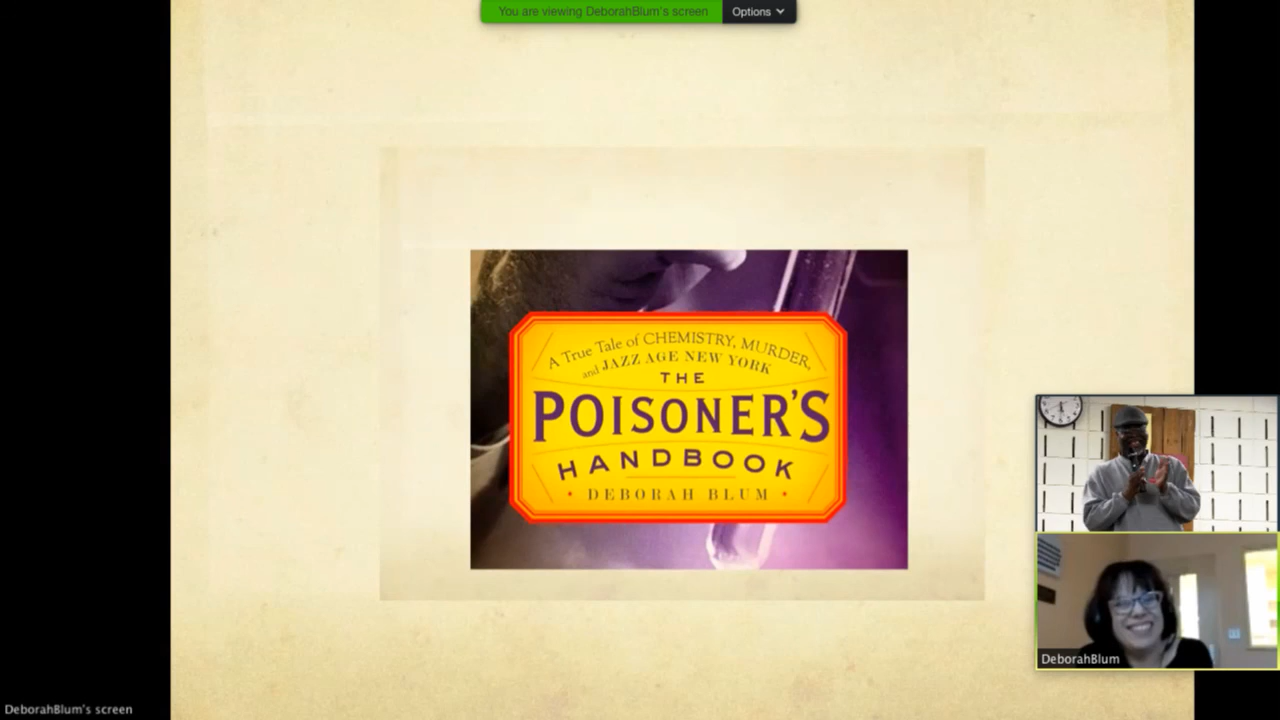 You are viewing DeborahBlum's screen
Options
A True Tale of CHEMISTRY, MURDER,
and JAZZ AGE NEW YORK
THE
POISONER'S
HANDBOOK
• DEBORAH BLUM •
DeborahBlum
DeborahBlum's screen